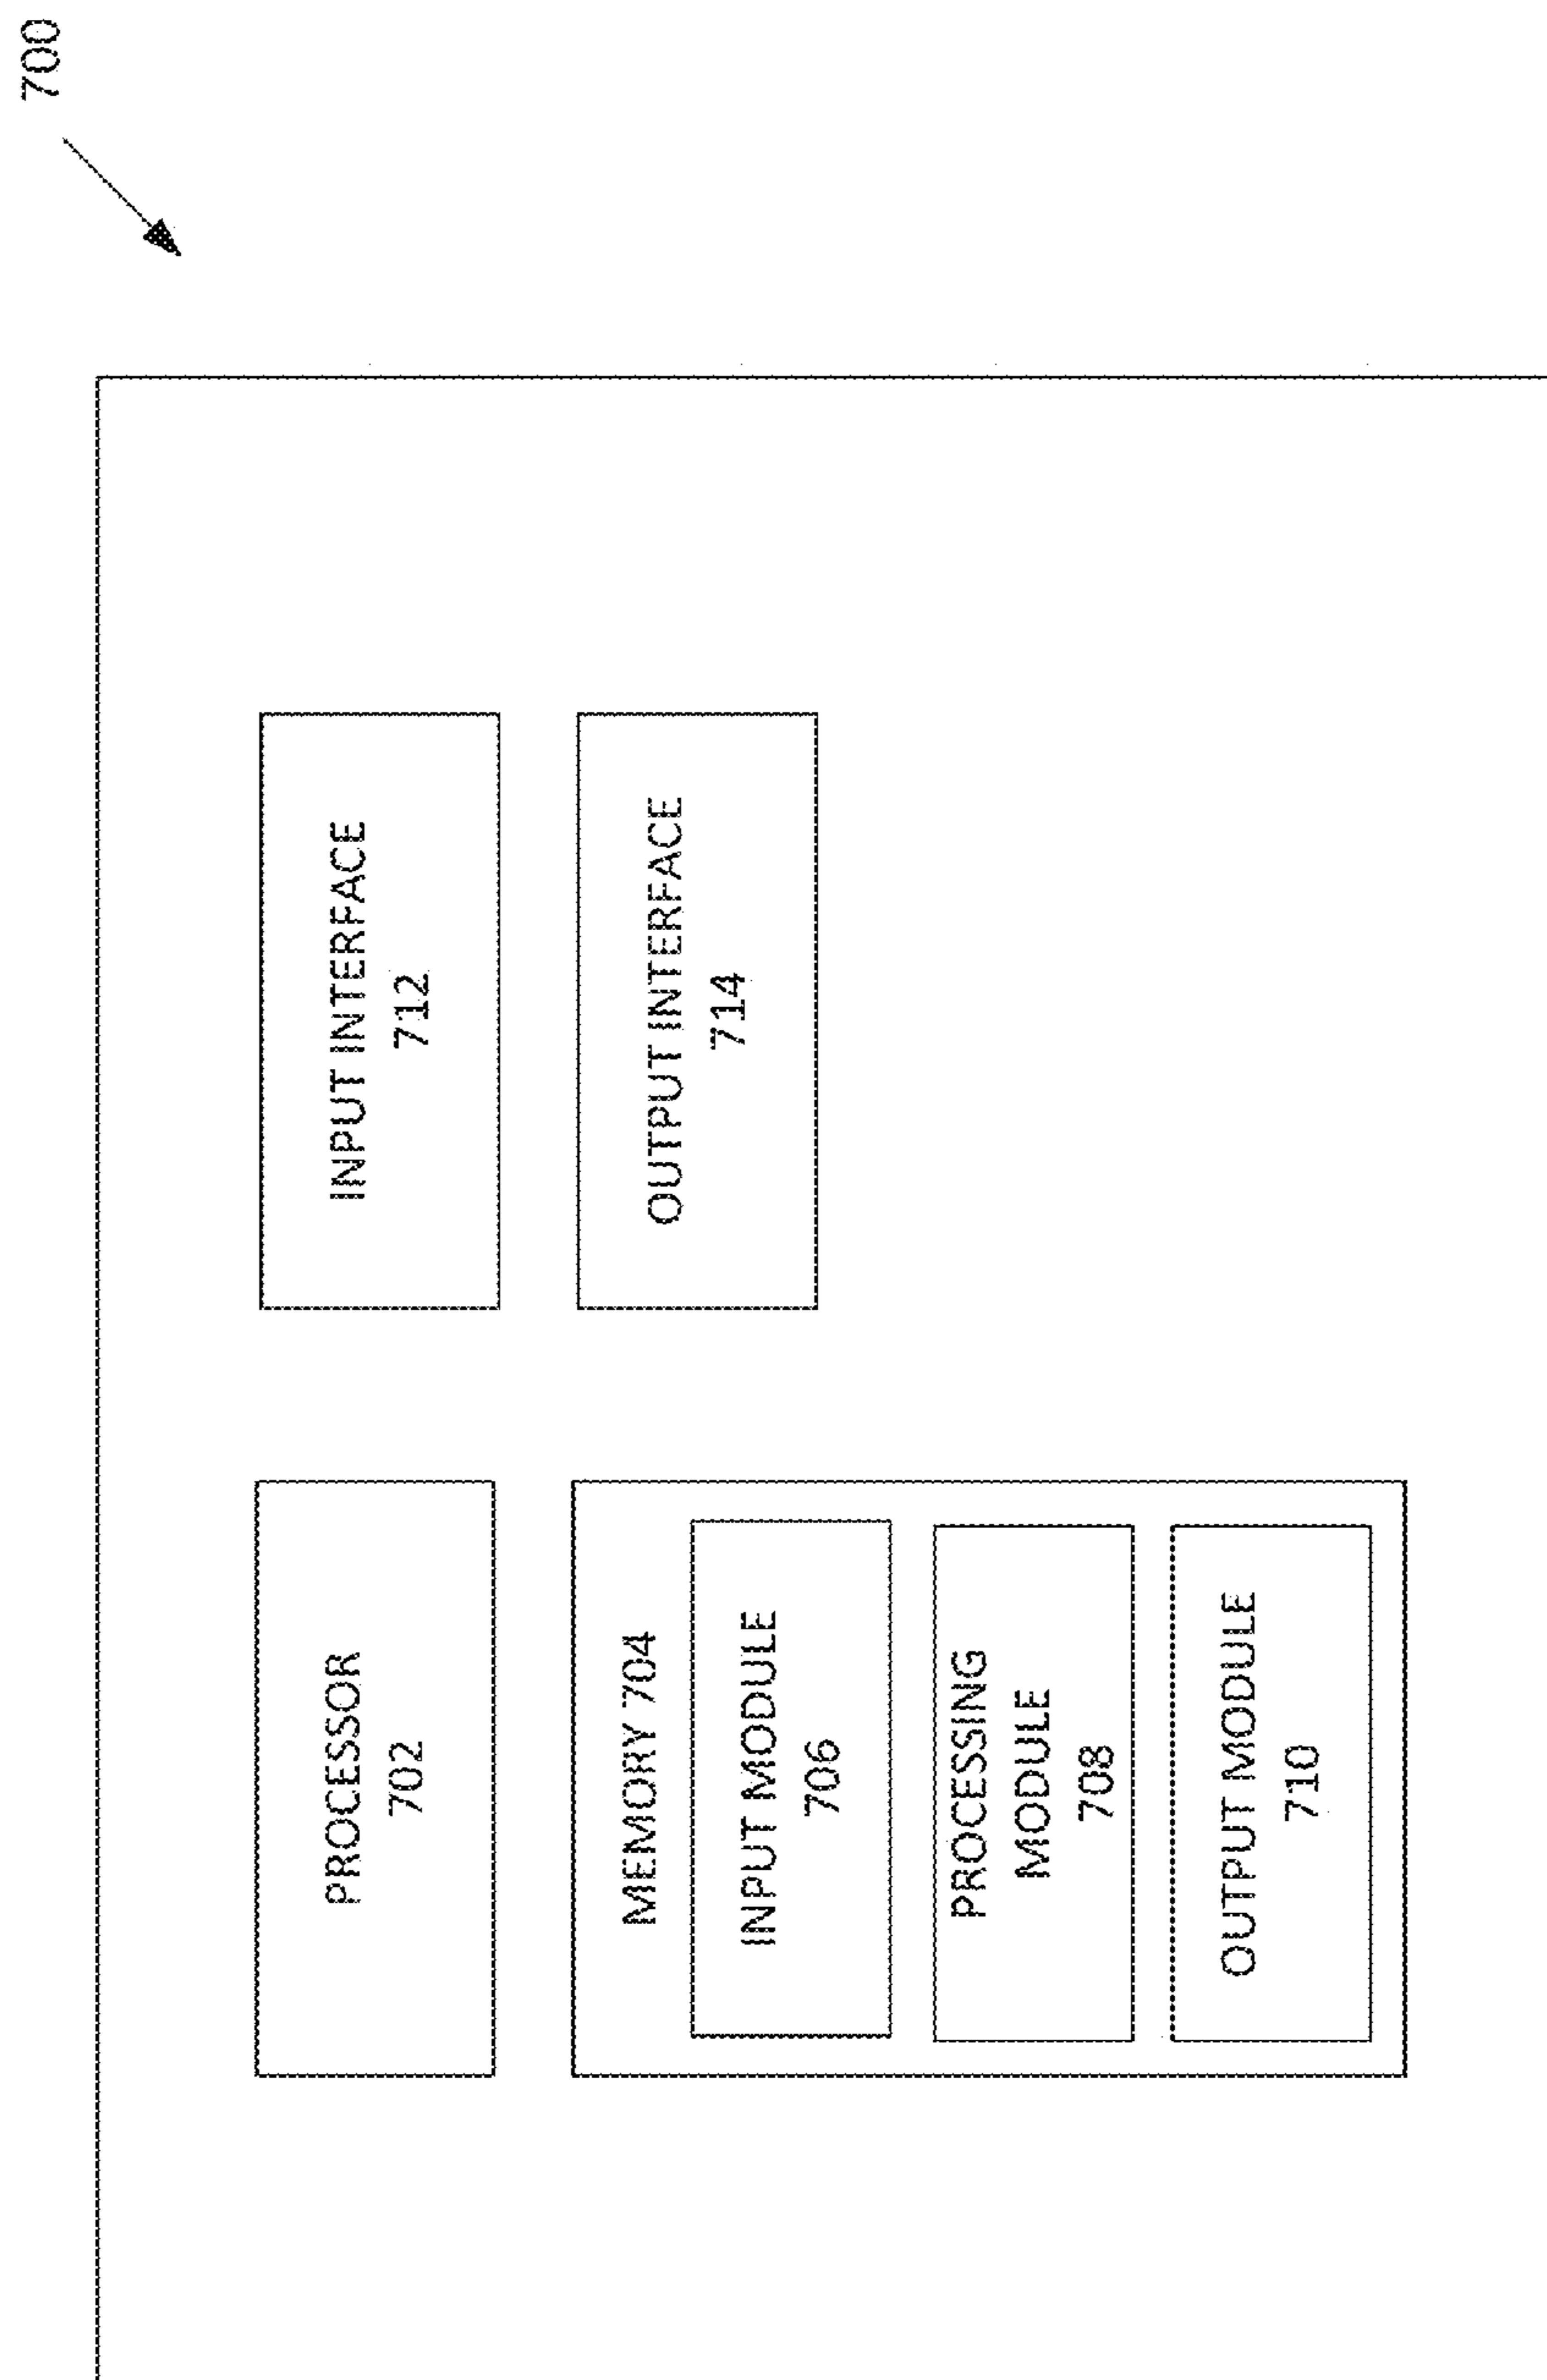 700
PROCESSOR
702
INPUT INTERFACE
712
MEMORY 704
INPUT MODULE
706
PROCESSING
MODULE
708
OUTPUT MODULE
710
OUTPUT INTERFACE
714